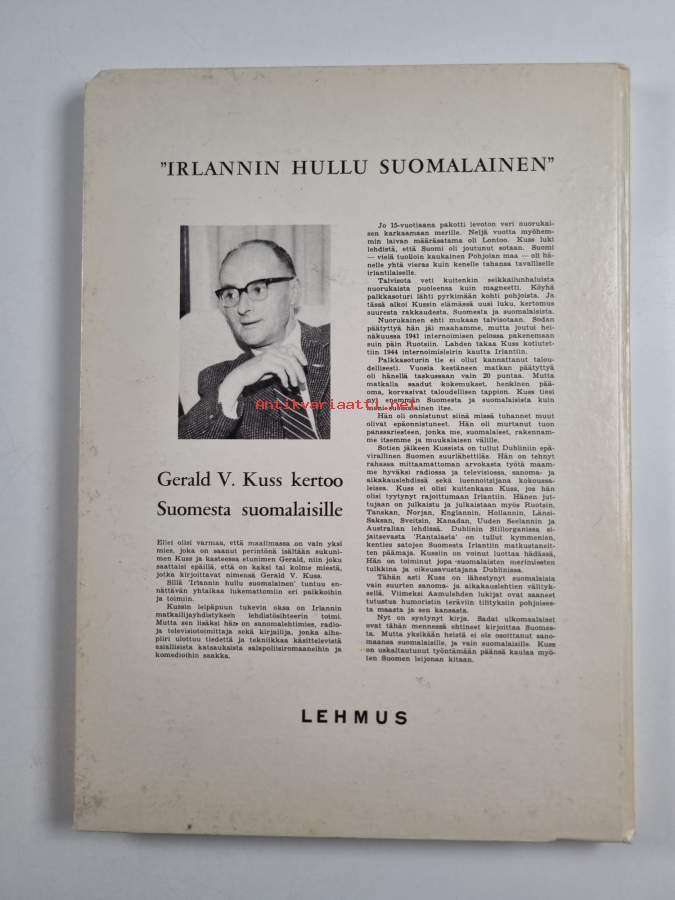 "IRLANNIN HULLU SUOMALAINEN"
Antikvariaatti.net
Gerald V. Kuss kertoo
Suomesta suomalaisille
Ellei olisi varmaa, että maailmassa on vain yksi
mies, joka on saanut perintönä isältään sukuni-
men Kuss ja kasteessa etunimen Gerald, niin joku
saattaisi epäillä, että on kaksi tai kolme miestä,
jotka kirjoittavat nimensä Gerald V. Kuss.
Sillä 'Irlannin hullu suomalainen' tuntuu en-
nättävän yhtaikaa lukemattomiin eri paikkoihin
ja toimiin.
Kussin leipäpuun tukevin oksa on Irlannin
matkailijayhdistyksen lehdistösihteerin toimi.
Mutta sen lisäksi hän on sanomalehtimies, radio-
ja televisiotoimittaja sekä kirjailija, jonka aihe-
piiri ulottuu tiedettä ja tekniikkaa käsittelevistä
asiallisista katsauksista salapoliisiromaaneihin ja
komedioihin saakka.
Jo 15-vuotiaana pakotti levoton veri nuorukai-
sen karkaamaan merille. Neljä vuotta myöhem-
min laivan määräsatama oli Lontoo. Kuss luki
lehdistä, että Suomi oli joutunut sotaan. Suomi
— vielä tuolloin kaukainen Pohjolan maa — oli hä-
nelle yhtä vieras kuin kenelle tahansa tavalliselle
irlantilaiselle.
Talvisota veti kuitenkin seikkailunhaluista
nuorukaista puoleensa kuin magneetti. Köyhä
palkkasoturi lähti pyrkimään kohti pohjoista. Ja
tässä alkoi Kussin elämässä uusi luku, kertomus
suuresta rakkaudesta, Suomesta ja suomalaisista.
Nuorukainen ehti mukaan talvisotaan. Sodan
päätyttyä hän jäi maahamme, mutta joutui hei-
näkuussa 1941 internoimisen pelossa pakenemaan
suin päin Ruotsiin. Lahden takaa Kuss kotiutet-
tiin 1944 internoimisleirin kautta Irlantiin.
Palkkasoturin tie ei ollut kannattanut talou-
dellisesti. Vuosia kestäneen matkan päätyttyä
oli hänellä taskussaan vain 20 puntaa. Mutta
matkalla saadut kokemukset, henkinen pää-
oma, korvasivat taloudellisen tappion. Kuss tiesi
nyt enemmän Suomesta ja suomalaisista kuin
moni suomalainen itse.
Hän oli onnistunut siinä missä tuhannet muut
olivat epäonnistuneet. Hän oli murtanut tuon
panssariesteen, jonka me, suomalaiset, rakennam-
me itsemme ja muukalaisen välille.
Sotien jälkeen Kussista on tullut Dubliniin epä-
virallinen Suomen suurlähettiläs. Hän on tehnyt
rahassa mittaamattoman arvokasta työtä maam-
me hyväksi radiossa ja televisiossa, sanoma- ja
aikakauslehdissä sekä luennoitsijana kokoussa-
leissa. Kuss ei olisi kuitenkaan Kuss, jos hän
olisi tyytynyt rajoittumaan Irlantiin. Hänen jut-
tujaan on julkaistu ja julkaistaan myös Ruotsin,
Tanskan, Norjan, Englannin, Hollannin, Länsi-
Saksan, Sveitsin, Kanadan, Uuden Seelannin ja
Australian lehdissä. Dublinin Stillorganissa si-
jaitsevasta 'Rantalasta' on tullut kymmenien,
kenties satojen Suomesta Irlantiin matkustanei-
ten päämaja. Kussiin on voinut luottaa hädässä,
Hän on toiminut jopa suomalaisten merimiesten
tulkkina ja oikeusavustajana Dublinissa.
Tähän asti Kuss on lähestynyt suomalaisia
vain suurten sanoma- ja aikakauslehtien välityk-
sellä. Viimeksi Aamulehden lukijat ovat saaneet
tutustua humoristin teräviin tilityksiin pohjoises-
ta maasta ja sen kansasta.
Nyt on syntynyt kirja. Sadat ulkomaalaiset
ovat tähän mennessä ehtineet kirjoittaa Suomes-
ta. Mutta yksikään heistä ei ole osoittanut sano-
maansa suomalaisille, ja vain suomalaisille. Kuss
on uskaltautunut työntämään päänsä kaulaa myö-
ten Suomen leijonan kitaan.
LEHMUS